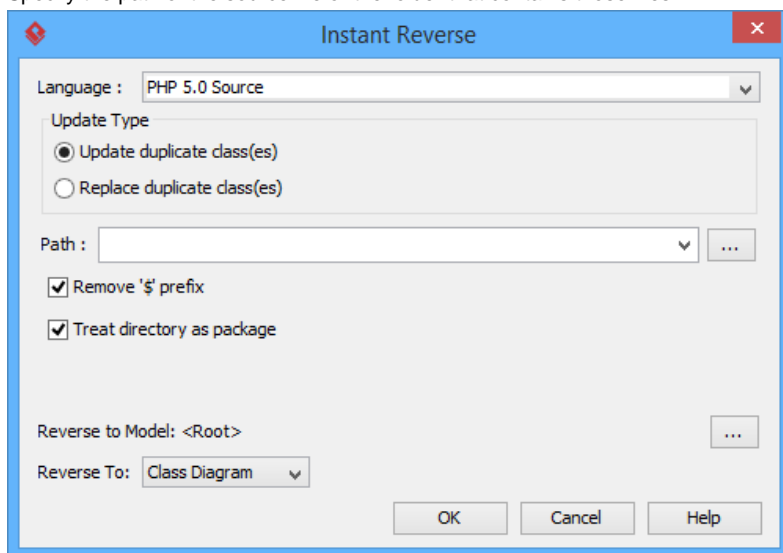 Instant Reverse
Language : PHP 5.0 Source
Update Type
Update duplicate class(es)
Replace duplicate class(es)
Path : ...
Remove '$' prefix
Treat directory as package
Reverse to Model: <Root> ...
Reverse To: Class Diagram
OK Cancel Help